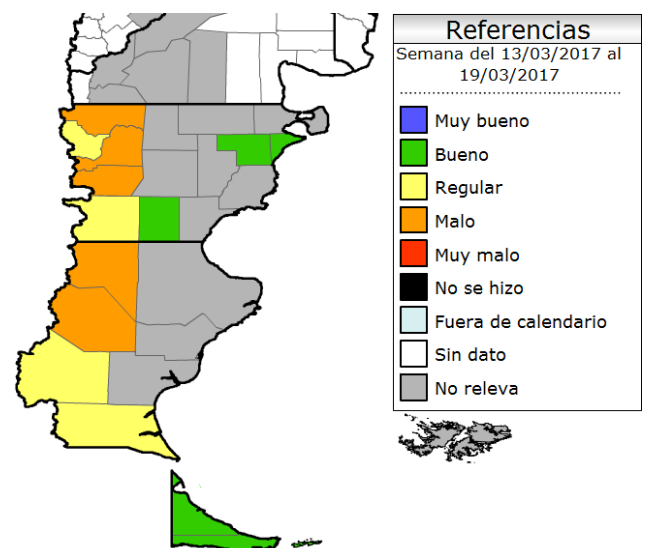 Referencias
Semana del 13/03/2017 al
19/03/2017
Muy bueno
Bueno
Regular
Malo
Muy malo
No se hizo
Fuera de calendario
Sin dato
No releva